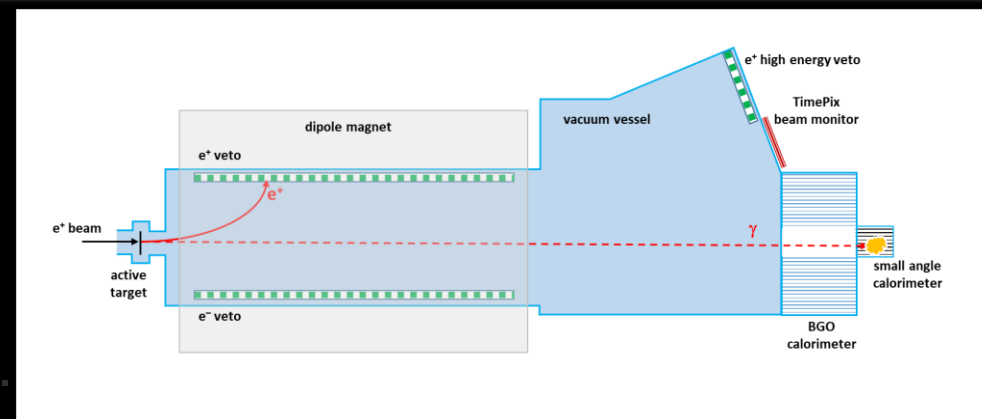 e⁺ high energy veto
TimePix
beam monitor
vacuum vessel
dipole magnet
e⁺ veto
e⁺
e⁺ beam
γ
active
target
small angle
calorimeter
e⁻ veto
BGO
calorimeter